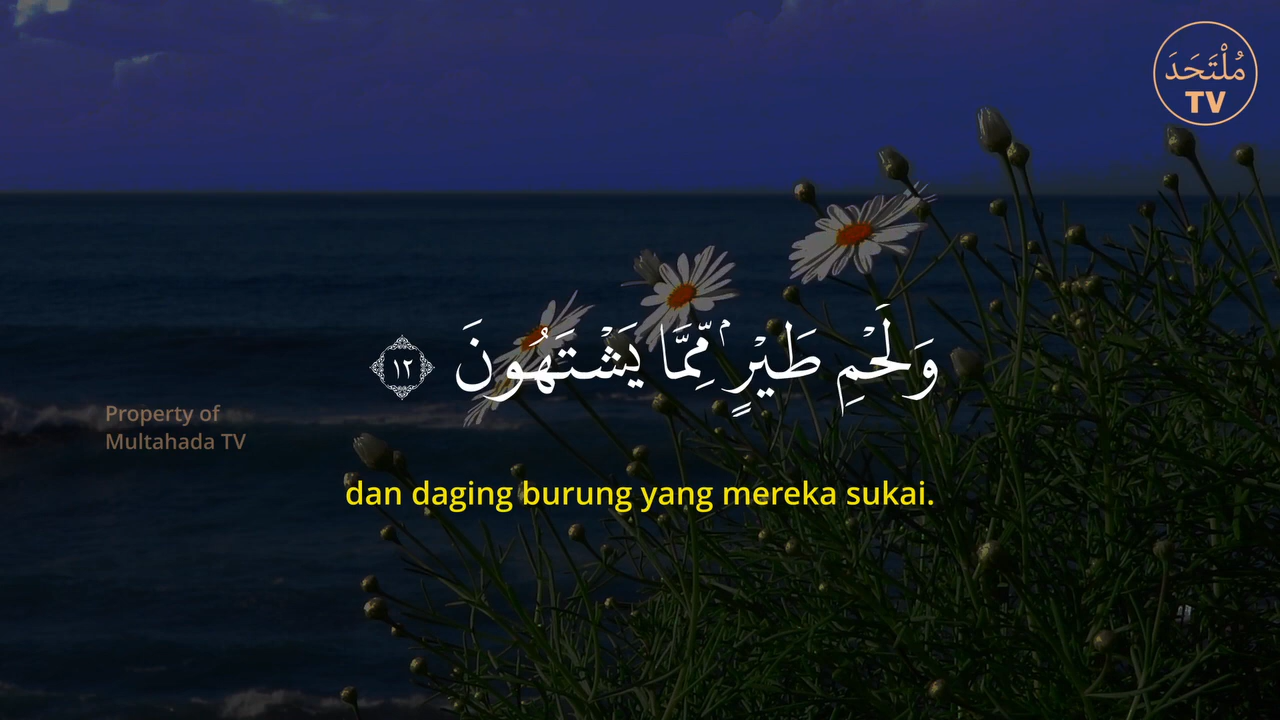 مُلْتَحَدَ
TV
وَلَحْمِ طَيْرٍ مِّمَّا يَشْتَهُونَ ١٢
Property of
Multahada TV
dan daging burung yang mereka sukai.